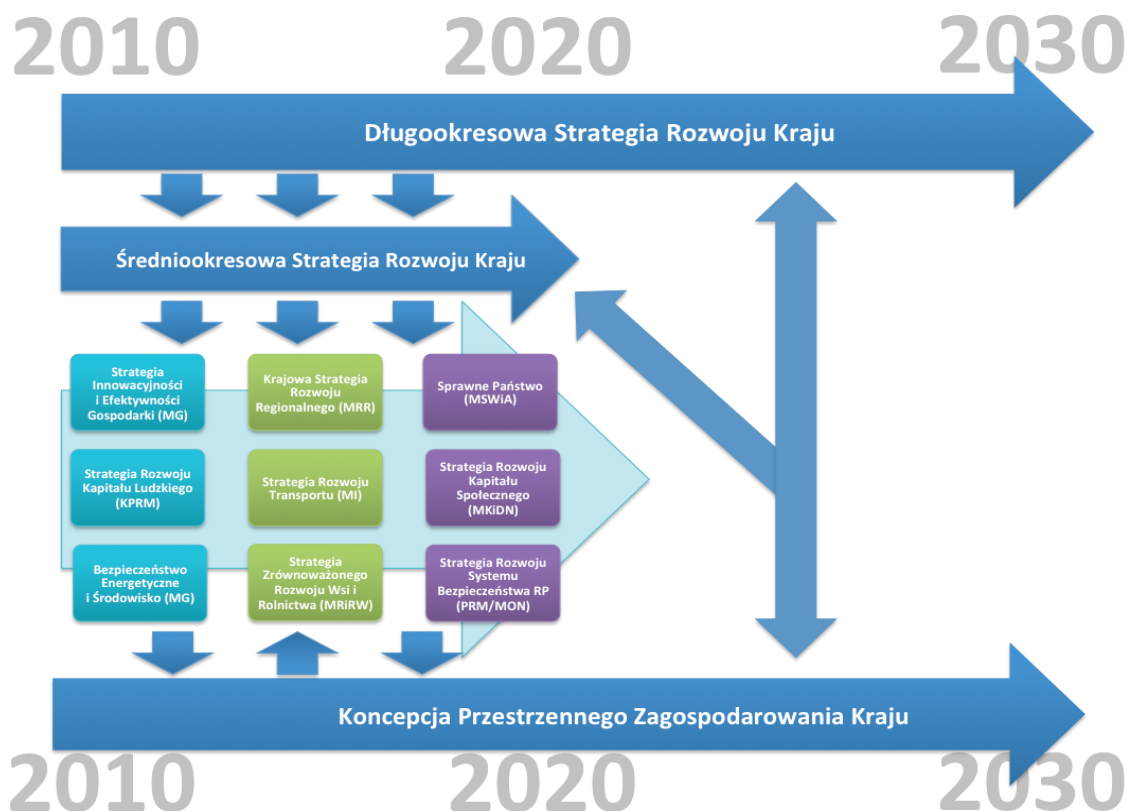 2010 2020 2030
Długookresowa Strategia Rozwoju Kraju
Średniookresowa Strategia Rozwoju Kraju
Strategia
Innowacyjności
i Efektywności
Gospodarki (MG)
Krajowa Strategia
Rozwoju
Regionalnego (MRR)
Sprawne Państwo
(MSWiA)
Strategia Rozwoju
Kapitału Ludzkiego
(KPRM)
Strategia Rozwoju
Transportu (MI)
Strategia Rozwoju
Kapitału
Społecznego
(MKiDN)
Bezpieczeństwo
Energetyczne
i Środowisko (MG)
Strategia
Zrównoważonego
Rozwoju Wsi i
Rolnictwa (MRiRW)
Strategia Rozwoju
Systemu
Bezpieczeństwa RP
(PRM/MON)
Koncepcja Przestrzennego Zagospodarowania Kraju
2010 2020 2030